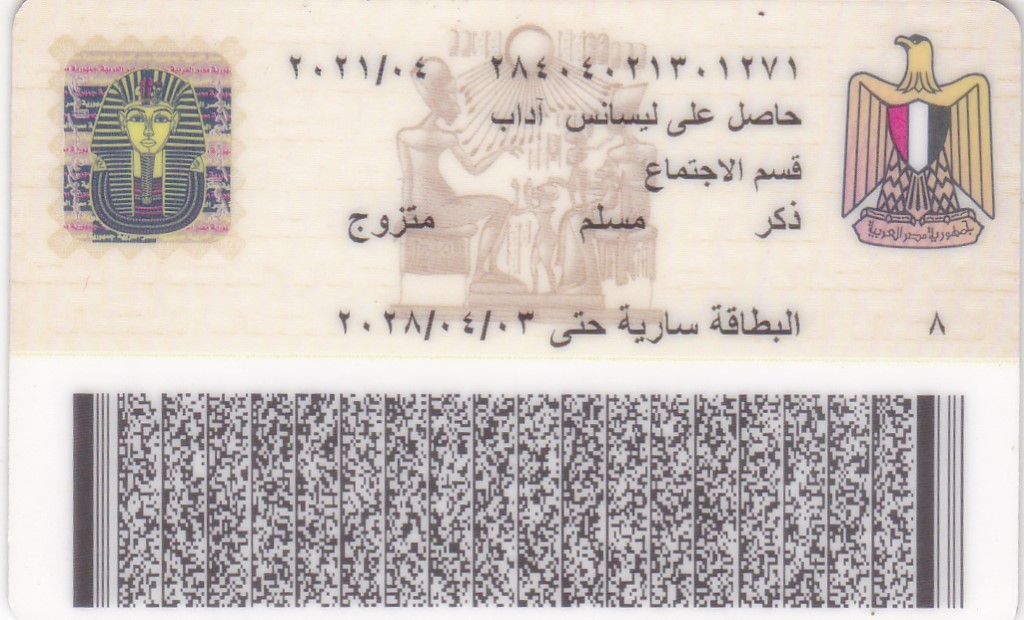 ٢٨٤٠٤٠٢١٣٠١٢٧١ ٢٠٢١/٠٤
حاصل على ليسانس آداب
قسم الاجتماع
ذكر مسلم متزوج
البطاقة سارية حتى ٢٠٢٨/٠٤/٠٣
٨
جمهورية مصر العربية